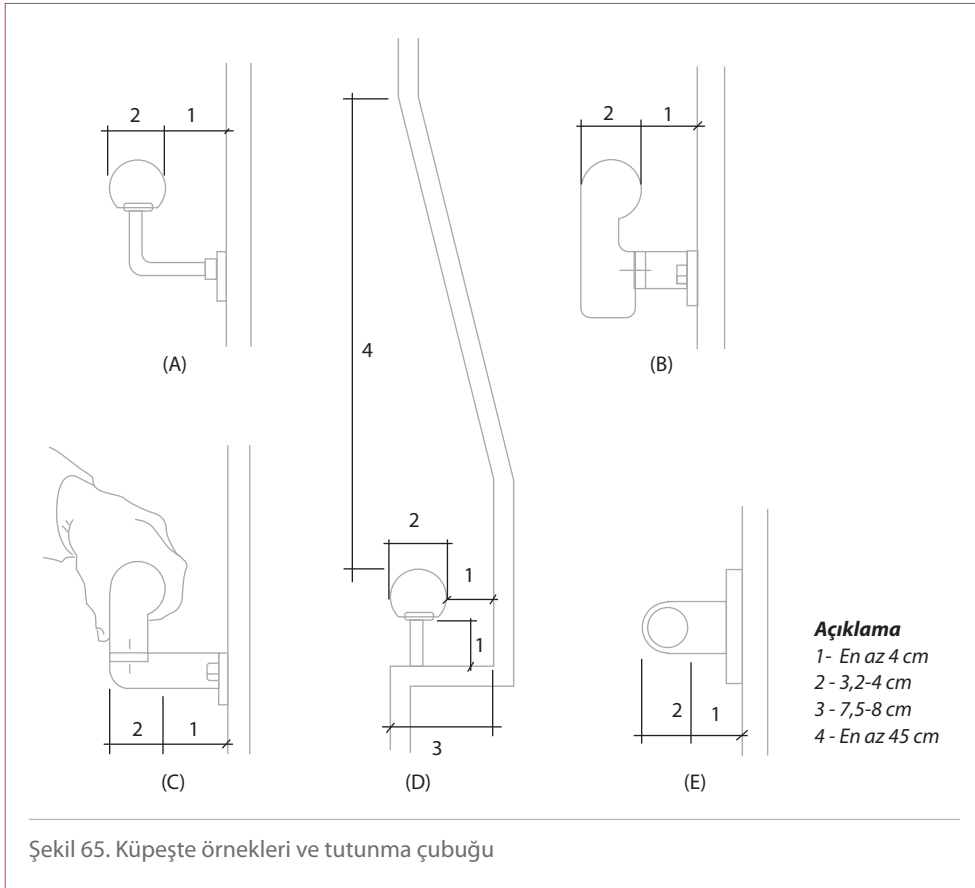 2 1
(A)
2 1
(B)
4
2
1
1
3
(D)
2 1
(C)
2 1
(E)
Açıklama
1- En az 4 cm
2 - 3,2-4 cm
3 - 7,5-8 cm
4 - En az 45 cm
Şekil 65. Küpeşte örnekleri ve tutunma çubuğu